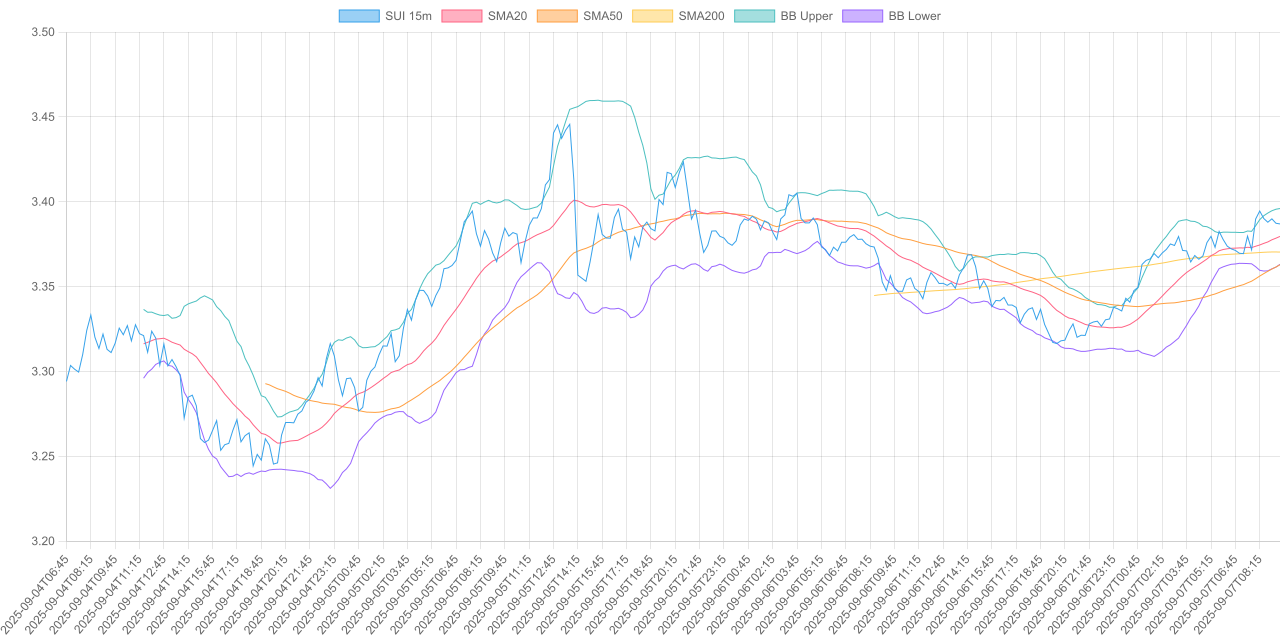 SUI 15m SMA20 SMA50 SMA200 BB Upper BB Lower
3.50
3.45
3.40
3.35
3.30
3.25
3.20
2025-09-04T06:45
2025-09-04T08:15
2025-09-04T09:45
2025-09-04T11:15
2025-09-04T12:45
2025-09-04T14:15
2025-09-04T15:45
2025-09-04T17:15
2025-09-04T18:45
2025-09-04T20:15
2025-09-04T21:45
2025-09-04T23:15
2025-09-05T00:45
2025-09-05T02:15
2025-09-05T03:45
2025-09-05T05:15
2025-09-05T06:45
2025-09-05T08:15
2025-09-05T09:45
2025-09-05T11:15
2025-09-05T12:45
2025-09-05T14:15
2025-09-05T15:45
2025-09-05T17:15
2025-09-05T18:45
2025-09-05T20:15
2025-09-05T21:45
2025-09-05T23:15
2025-09-06T00:45
2025-09-06T02:15
2025-09-06T03:45
2025-09-06T05:15
2025-09-06T06:45
2025-09-06T08:15
2025-09-06T09:45
2025-09-06T11:15
2025-09-06T12:45
2025-09-06T14:15
2025-09-06T15:45
2025-09-06T17:15
2025-09-06T18:45
2025-09-06T20:15
2025-09-06T21:45
2025-09-06T23:15
2025-09-07T00:45
2025-09-07T02:15
2025-09-07T03:45
2025-09-07T05:15
2025-09-07T06:45
2025-09-07T08:15